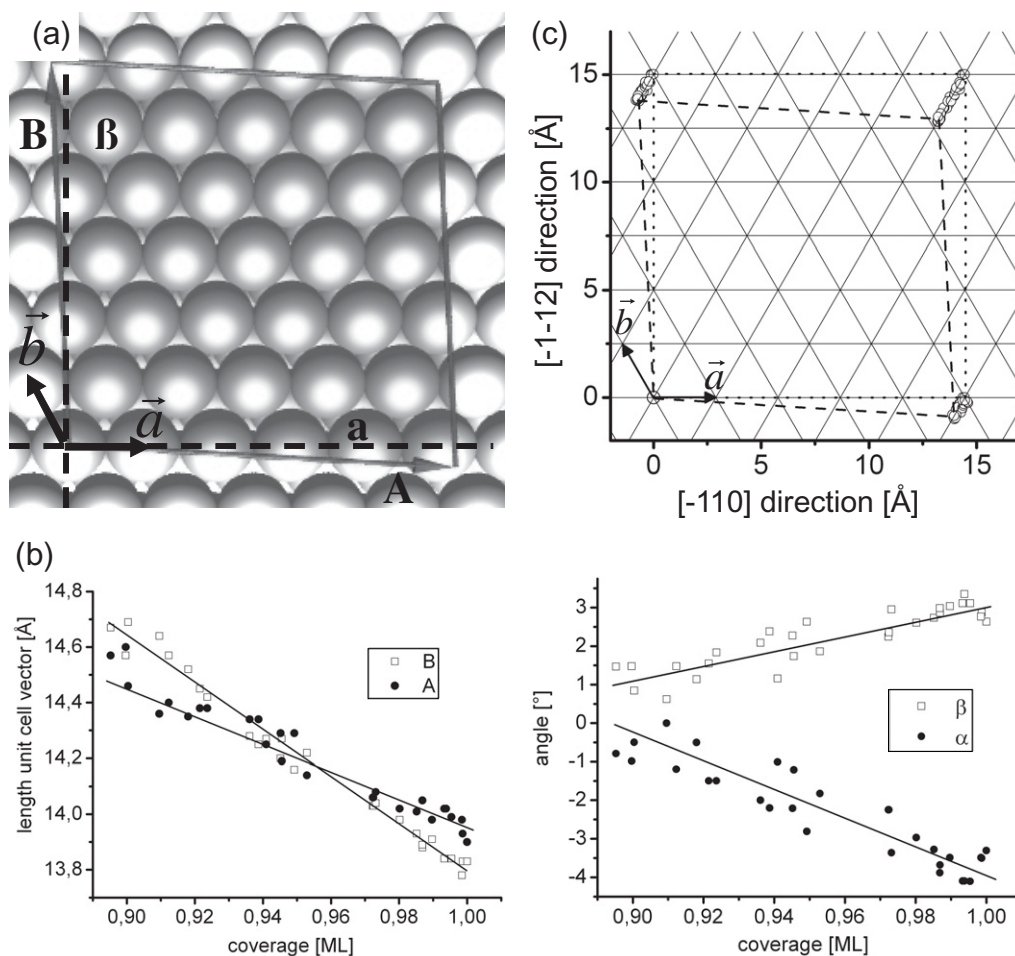 (a)
B
ß
b
a
a
A
(c)
15
10
5
0
[-1-12] direction [Å]
b
a
0
5
10
15
[-110] direction [Å]
(b)
14,8
14,6
14,4
14,2
14,0
13,8
length unit cell vector [Å]
B
A
0,90
0,92
0,94
0,96
0,98
1,00
coverage [ML]
3
2
1
0
-1
-2
-3
-4
angle [°]
β
α
0,90
0,92
0,94
0,96
0,98
1,00
coverage [ML]